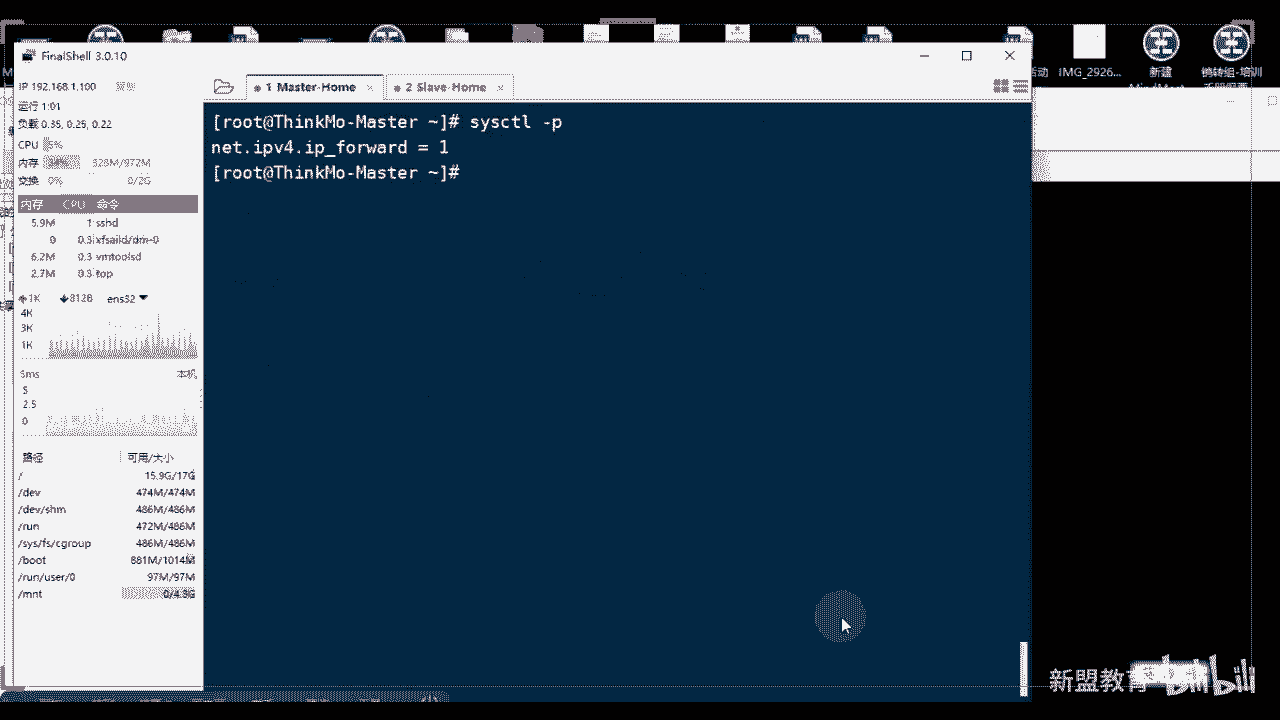 IMG_2926...
新建
销转组-培训
FinalShell 3.0.10
IP 192.168.1.100
1 Master-Home
2 Slave-Home
运行 1:01
负载 0.35, 0.25, 0.22
CPU 5%
内存 328M/972M
交换 0% 0/2G
内存 CPU 命令
5.9M 1 sshd
0 0.3 xfsaild/dm-0
6.2M 0.3 vmtoolsd
2.7M 0.3 top
1K 812B ens32
4K
3K
1K
本机
5
2.5
0
路径 可用/大小
/ 15.9G/17G
/dev 474M/474M
/dev/shm 486M/486M
/run 472M/486M
/sys/fs/cgroup 486M/486M
/boot 881M/1014M
/run/user/0 97M/97M
/mnt 0/4.3G
[root@ThinkMo-Master ~]# sysctl -p
net.ipv4.ip_forward = 1
[root@ThinkMo-Master ~]#
新盟教育
bilibili